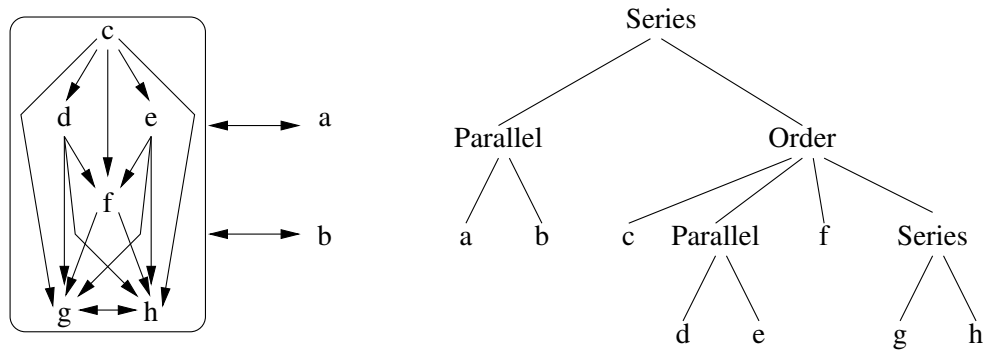 c
d e
a
f
b
g h
Series
Parallel Order
a b c Parallel f Series
d e g h